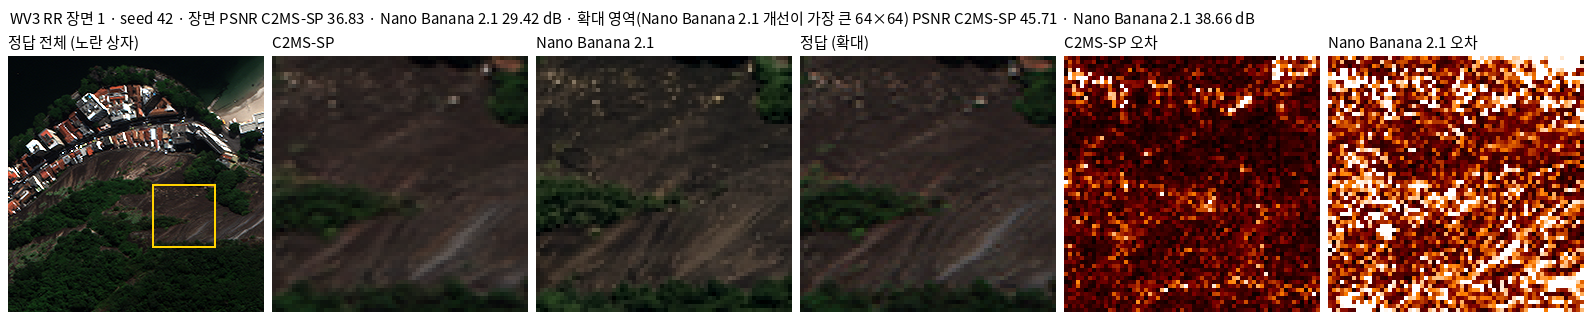 WV3 RR 장면 1 · seed 42 · 장면 PSNR C2MS-SP 36.83 · Nano Banana 2.1 29.42 dB · 확대 영역(Nano Banana 2.1 개선이 가장 큰 64×64) PSNR C2MS-SP 45.71 · Nano Banana 2.1 38.66 dB
정답 전체 (노란 상자)
C2MS-SP
Nano Banana 2.1
정답 (확대)
C2MS-SP 오차
Nano Banana 2.1 오차